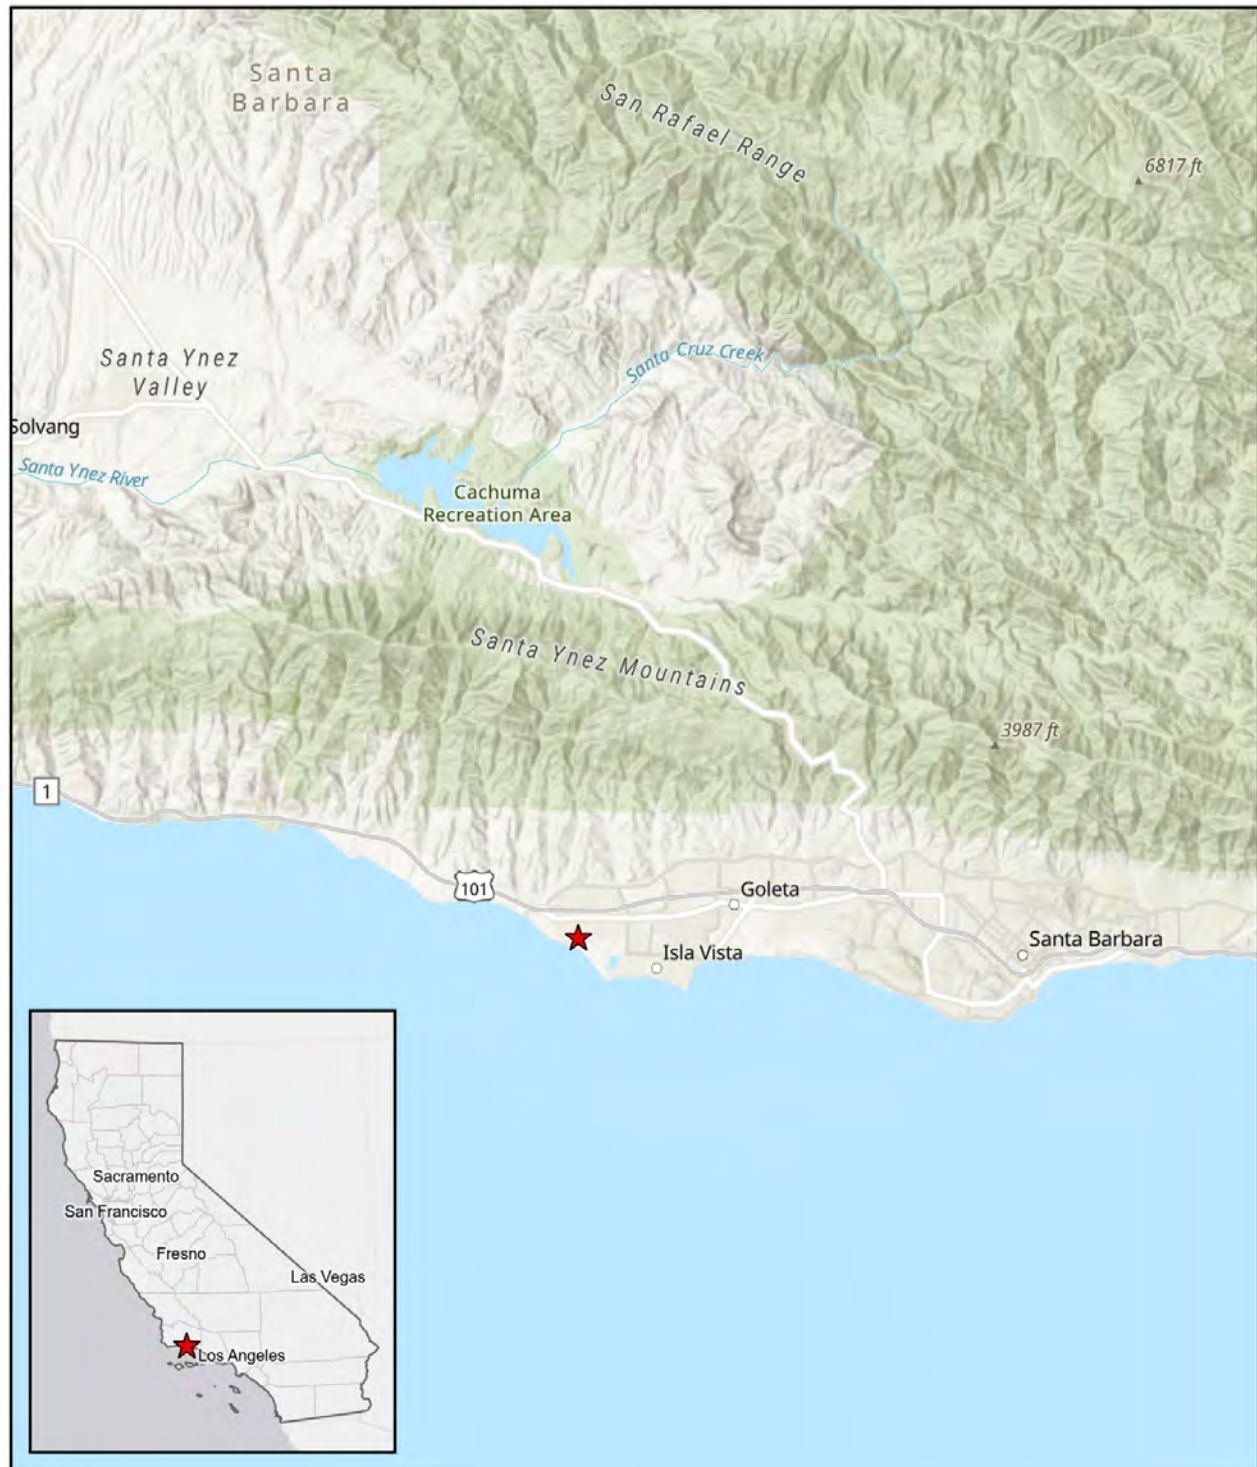 Santa
Barbara
San Rafael Range
6817 ft
Santa Cruz Creek
Santa Ynez
Valley
Solvang
Santa Ynez River
Cachuma
Recreation Area
Santa Ynez Mountains
3987 ft
1
101
Goleta
Santa Barbara
Isla Vista
Sacramento
San Francisco
Fresno
Las Vegas
Los Angeles